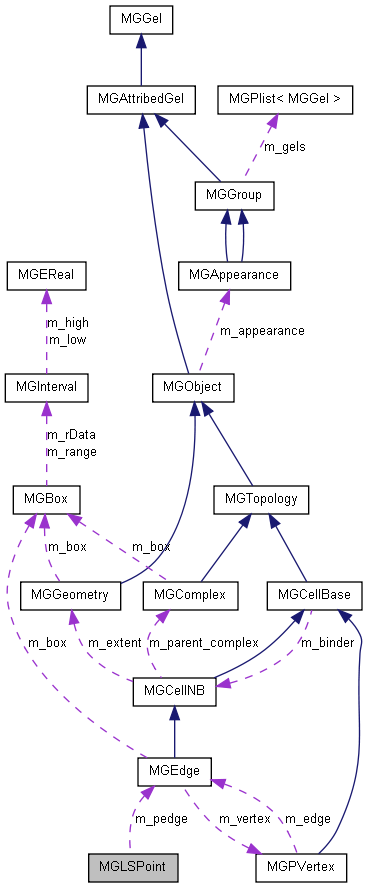 MGGel
MGAttribedGel
MGPlist< MGGel >
m_gels
MGGroup
MGEReal
MGAppearance
m_high
m_low
m_appearance
MGInterval
MGObject
m_rData
m_range
MGBox
MGTopology
m_box
m_box
MGGeometry
MGComplex
MGCellBase
m_box
m_extent
m_parent_complex
m_binder
MGCellNB
MGEdge
m_pedge
m_vertex
m_edge
MGLSPoint
MGPVertex